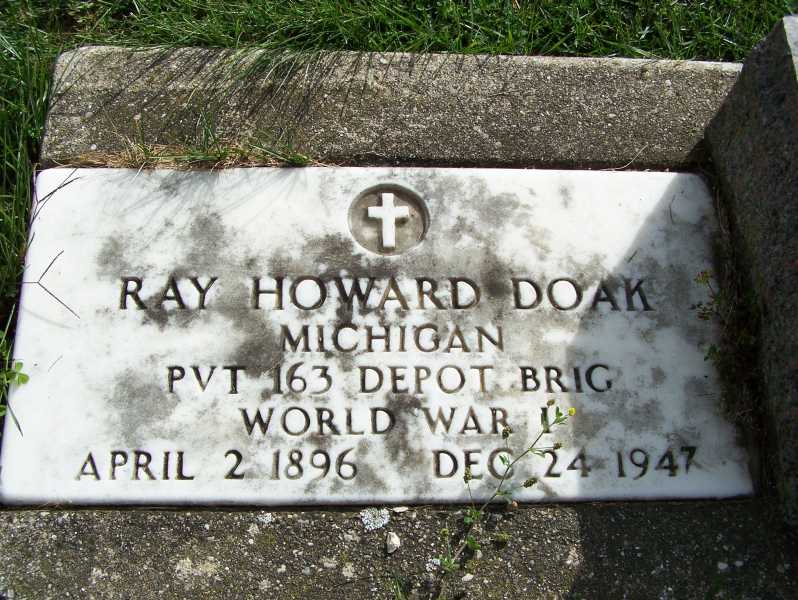 RAY HOWARD DOAK
MICHIGAN
PVT 163 DEPOT BRIG
WORLD WAR I
APRIL 2 1896 DEC 24 1947